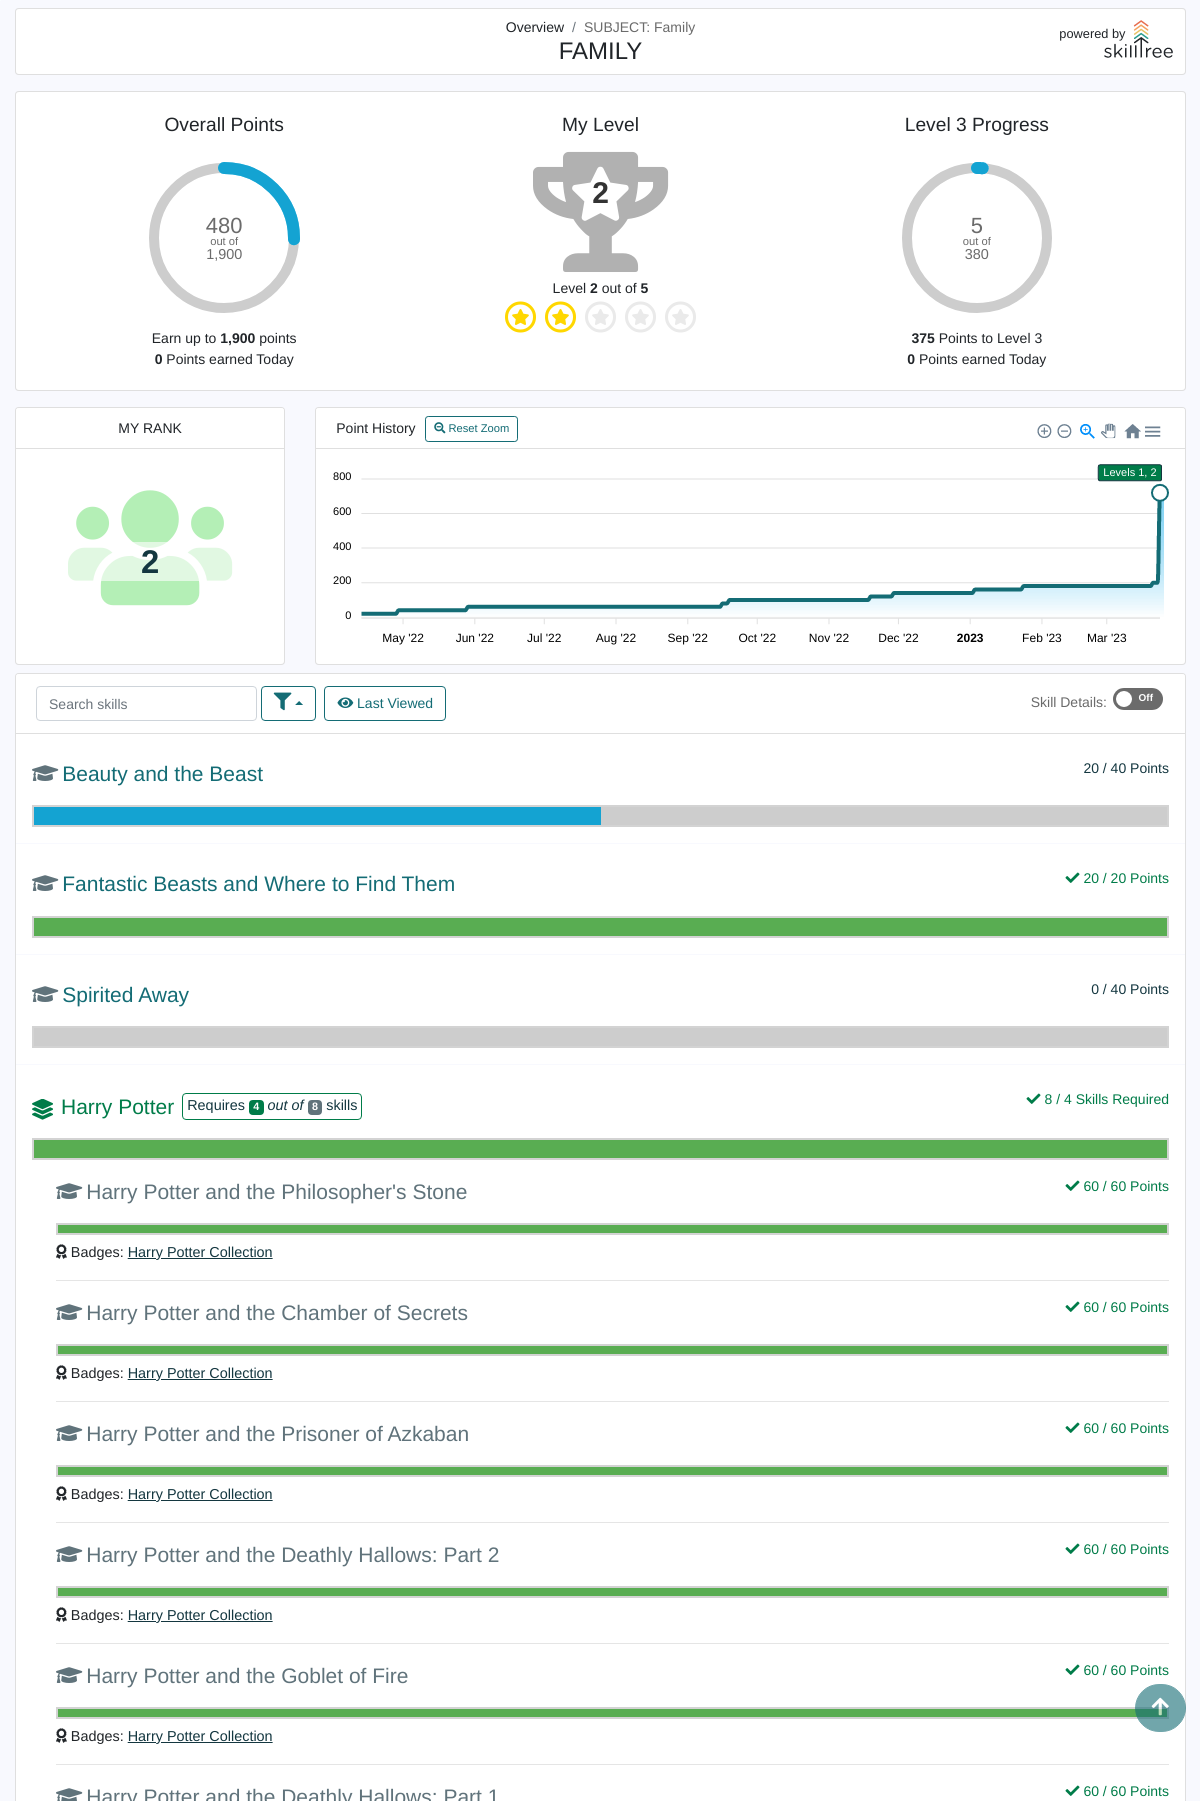 Overview / SUBJECT: Family
FAMILY
powered by
skilltree
Overall Points
480
out of
1,900
Earn up to 1,900 points
0 Points earned Today
My Level
2
Level 2 out of 5
Level 3 Progress
5
out of
380
375 Points to Level 3
0 Points earned Today
MY RANK
2
Point History
Reset Zoom
Levels 1, 2
800
600
400
200
0
May '22 Jun '22 Jul '22 Aug '22 Sep '22 Oct '22 Nov '22 Dec '22 2023 Feb '23 Mar '23
Search skills
Last Viewed
Skill Details: Off
Beauty and the Beast 20 / 40 Points
Fantastic Beasts and Where to Find Them 20 / 20 Points
Spirited Away 0 / 40 Points
Harry Potter Requires 4 out of 8 skills 8 / 4 Skills Required
Harry Potter and the Philosopher's Stone 60 / 60 Points
Badges: Harry Potter Collection
Harry Potter and the Chamber of Secrets 60 / 60 Points
Badges: Harry Potter Collection
Harry Potter and the Prisoner of Azkaban 60 / 60 Points
Badges: Harry Potter Collection
Harry Potter and the Deathly Hallows: Part 2 60 / 60 Points
Badges: Harry Potter Collection
Harry Potter and the Goblet of Fire 60 / 60 Points
Badges: Harry Potter Collection
Harry Potter and the Deathly Hallows: Part 1 60 / 60 Points